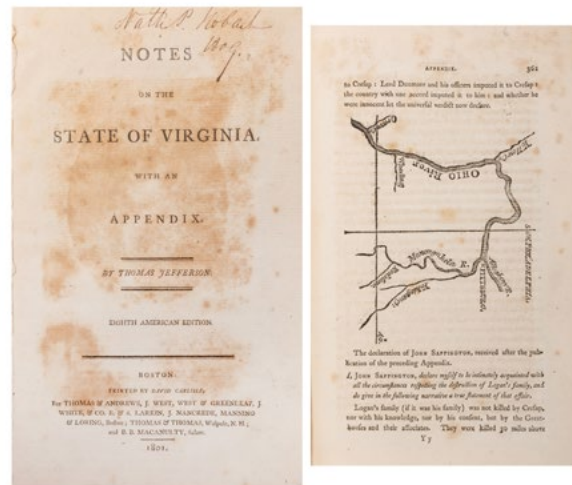 NOTES
ON THE
STATE OF VIRGINIA.
WITH AN
APPENDIX.
BY THOMAS JEFFERSON.
EIGHTH AMERICAN EDITION.
BOSTON:
PRINTED BY DAVID CARLISLE,
For THOMAS & ANDREWS, J. WEST, WEST & GREENLEAF, J.
WHITE, & CO. E. & S. LARKIN, J. NANCREDE, MANNING
& LORING, Boston; THOMAS & THOMAS, Walpole, N. H.;
and B. B. MACANULTY, Salem.
1801.
APPENDIX. 361
to Cresap: Lord Dunmore and his officers imputed it to Cresap:
the country with one accord imputed it to him: and whether he
were innocent let the universal verdict now declare.
OHIO River
Monongahela R.
The declaration of JOHN SAPPINGTON, received after the pub-
lication of the preceding Appendix.
I, JOHN SAPPINGTON, declare myself to be intimately acquainted with
all the circumstances respecting the destruction of Logan's family, and
do give in the following narrative a true statement of that affair.
Logan's family (if it was his family) was not killed by Cresap,
nor with his knowledge, nor by his consent, but by the Great-
houses and their associates. They were killed 30 miles above
Y y